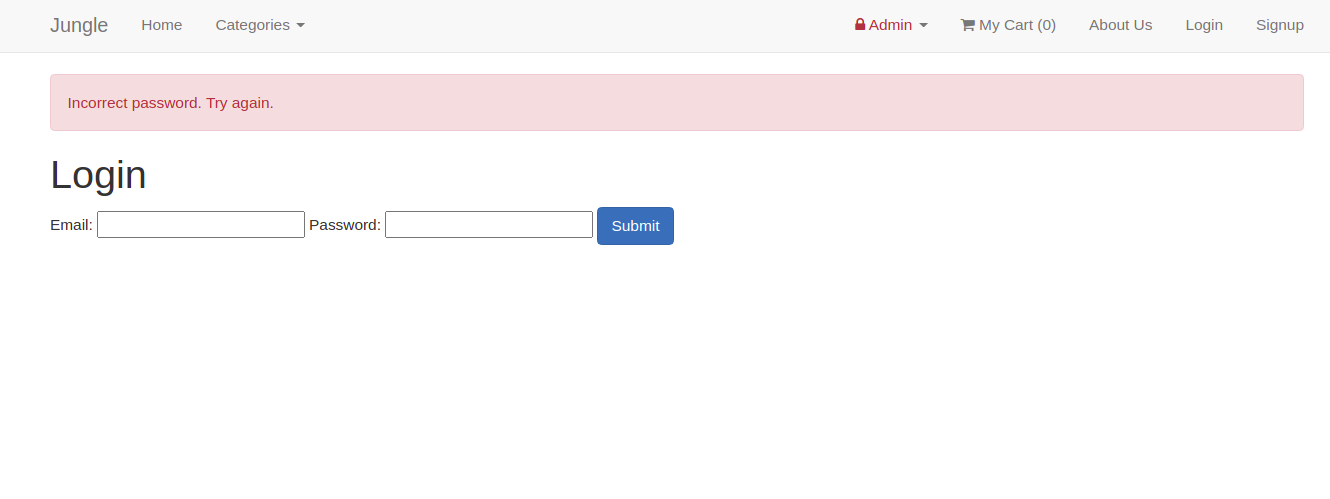 Jungle Home Categories Admin My Cart (0) About Us Login Signup
Incorrect password. Try again.
Login
Email: Password: Submit